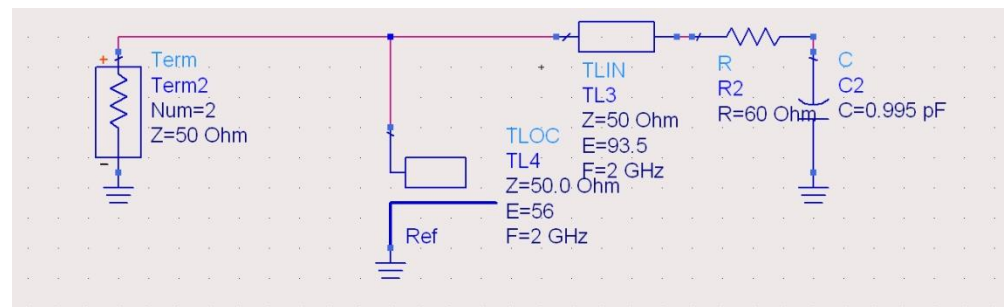 +
Term
Term2
Num=2
Z=50 Ohm
-
TLOC
TL4
Z=50.0 Ohm
E=56
F=2 GHz
Ref
TLIN
TL3
Z=50 Ohm
E=93.5
F=2 GHz
R
R2
R=60 Ohm
C
C2
C=0.995 pF